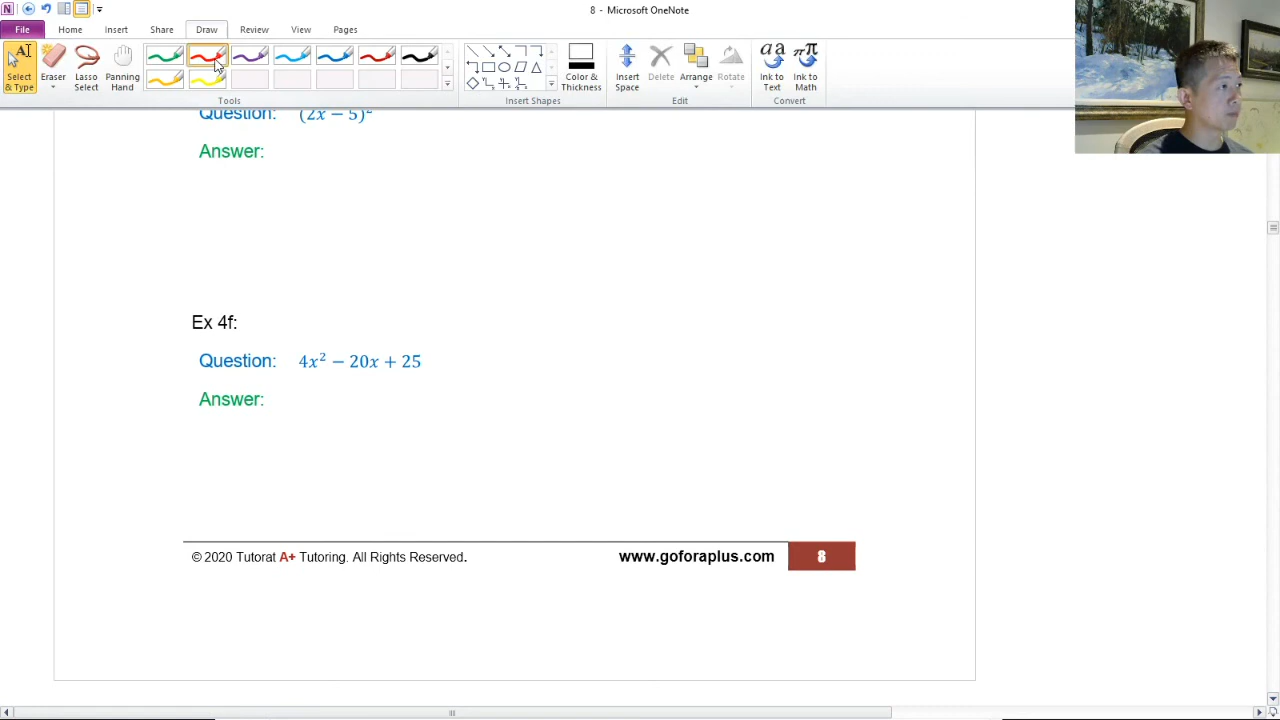 8 - Microsoft OneNote
File Home Insert Share Draw Review View Pages
Select & Type
Eraser
Lasso Select
Panning Hand
Color & Thickness
Insert Space
Delete
Arrange
Rotate
Ink to Text
Ink to Math
Tools
Insert Shapes
Edit
Convert
Question: (2x − 5)²
Answer:
Ex 4f:
Question: 4x² − 20x + 25
Answer:
© 2020 Tutorat A+ Tutoring. All Rights Reserved. www.goforaplus.com 8